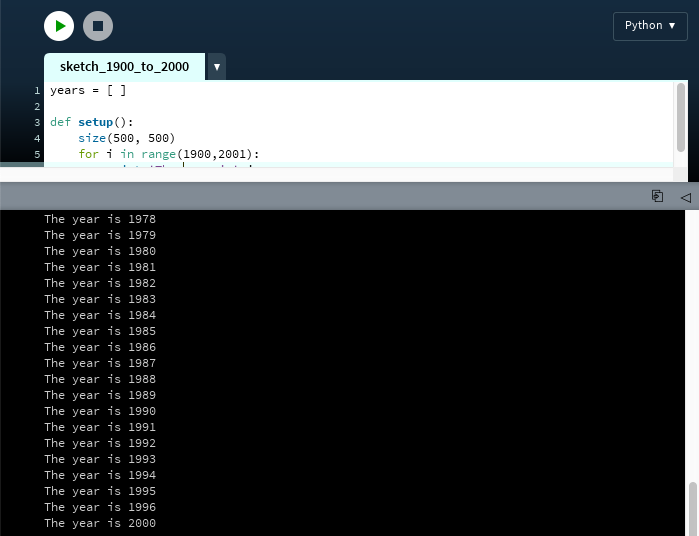 Python ▾
sketch_1900_to_2000 ▼
1 years = [ ]
2
3 def setup():
4 size(500, 500)
5 for i in range(1900,2001):
The year is 1978
The year is 1979
The year is 1980
The year is 1981
The year is 1982
The year is 1983
The year is 1984
The year is 1985
The year is 1986
The year is 1987
The year is 1988
The year is 1989
The year is 1990
The year is 1991
The year is 1992
The year is 1993
The year is 1994
The year is 1995
The year is 1996
The year is 2000